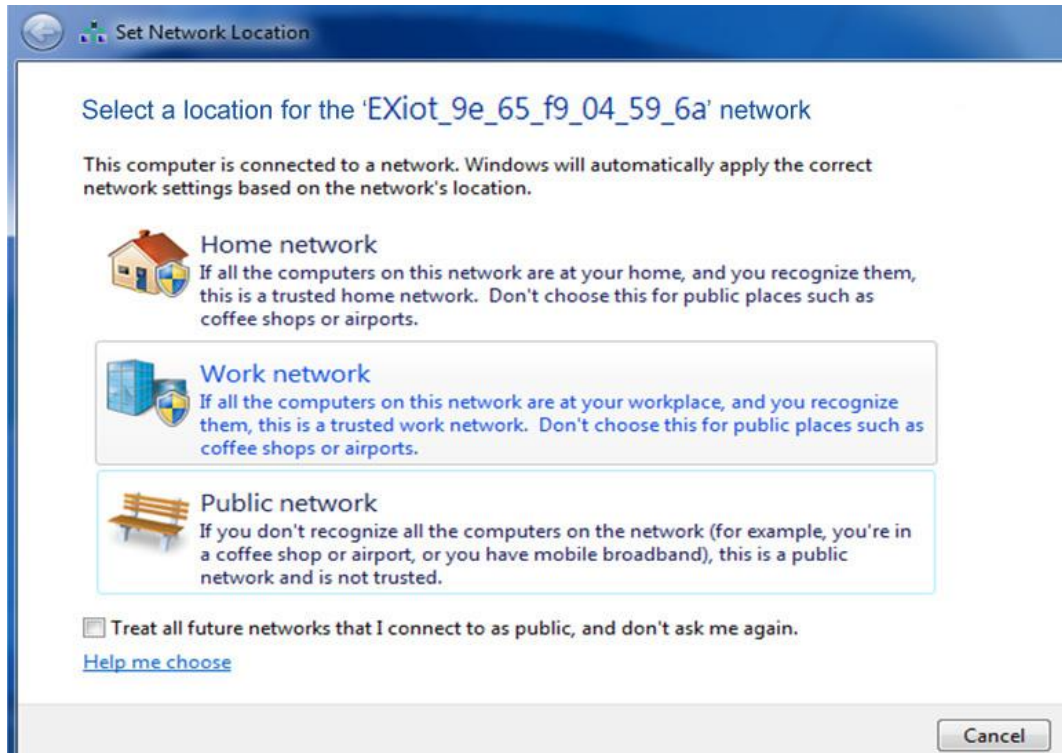 Set Network Location
Select a location for the 'EXiot_9e_65_f9_04_59_6a' network
This computer is connected to a network. Windows will automatically apply the correct
network settings based on the network's location.
Home network
If all the computers on this network are at your home, and you recognize them,
this is a trusted home network.  Don't choose this for public places such as
coffee shops or airports.
Work network
If all the computers on this network are at your workplace, and you recognize
them, this is a trusted work network.  Don't choose this for public places such as
coffee shops or airports.
Public network
If you don't recognize all the computers on the network (for example, you're in
a coffee shop or airport, or you have mobile broadband), this is a public
network and is not trusted.
Treat all future networks that I connect to as public, and don't ask me again.
Help me choose
Cancel